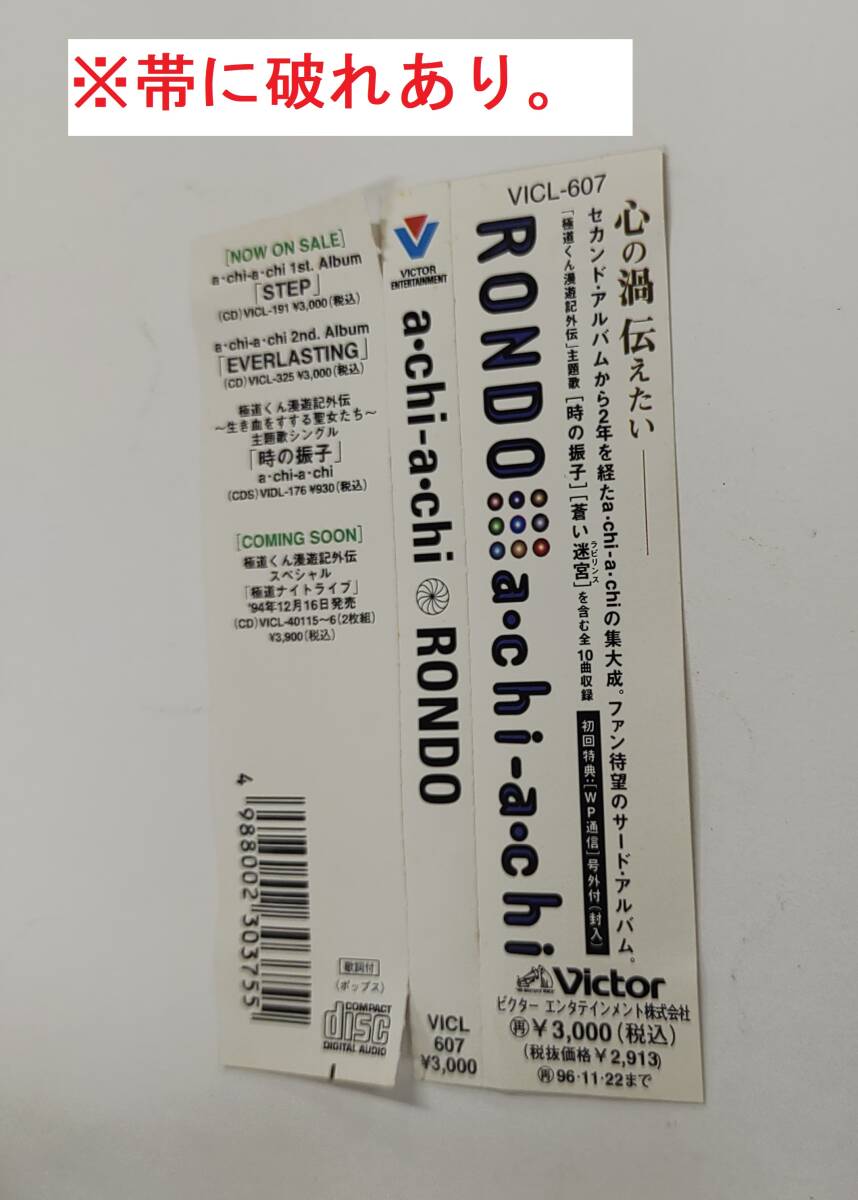 ※帯に破れあり。
VICL-607
心の渦 伝えたい──
セカンド・アルバムから2年を経たa・chi-a・chiの集大成。ファン待望のサード・アルバム。
「極道くん漫遊記外伝」主題歌[時の振子][蒼い迷宮]を含む全10曲収録
ラビリンス
初回特典:[WP通信]号外付(封入)
RONDO a・chi-a・chi
Victor
ビクター エンタテインメント株式会社
再 ¥3,000(税込)
(税抜価格¥2,913)
再 96・11・22まで
VICTOR
ENTERTAINMENT
a・chi-a・chi RONDO
VICL
607
¥3,000
[NOW ON SALE]
a・chi-a・chi 1st. Album
「STEP」
(CD)VICL-191 ¥3,000(税込)
a・chi-a・chi 2nd. Album
「EVERLASTING」
(CD)VICL-325 ¥3,000(税込)
極道くん漫遊記外伝
〜生き血をすする聖女たち〜
主題歌シングル
「時の振子」
a・chi-a・chi
(CDS)VIDL-176 ¥930(税込)
[COMING SOON]
極道くん漫遊記外伝
スペシャル
「極道ナイトライブ」
'94年12月16日発売
(CD)VICL-40115〜6(2枚組)
¥3,900(税込)
4 988002 303755
歌詞付
(ポップス)
COMPACT
disc
DIGITAL AUDIO